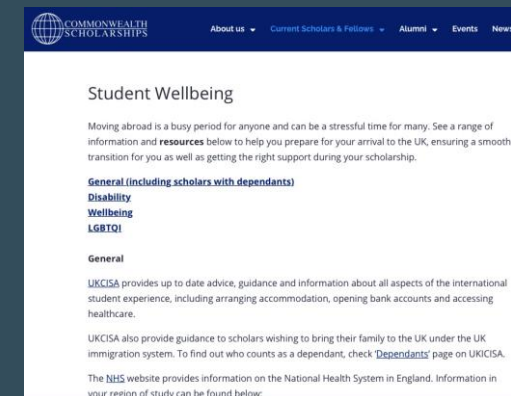 COMMONWEALTH
SCHOLARSHIPS
About us Current Scholars & Fellows Alumni Events News
Student Wellbeing
Moving abroad is a busy period for anyone and can be a stressful time for many. See a range of
information and resources below to help you prepare for your arrival to the UK, ensuring a smooth
transition for you as well as getting the right support during your scholarship.
General (including scholars with dependants)
Disability
Wellbeing
LGBTQI
General
UKCISA provides up to date advice, guidance and information about all aspects of the international
student experience, including arranging accommodation, opening bank accounts and accessing
healthcare.
UKCISA also provide guidance to scholars wishing to bring their family to the UK under the UK
immigration system. To find out who counts as a dependant, check 'Dependants' page on UKICISA.
The NHS website provides information on the National Health System in England. Information in
your region of study can be found below: